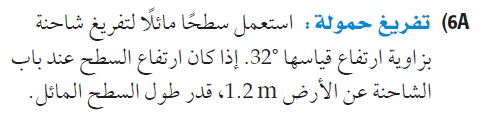 (6A تفريغ حمولة : استعمل سطحًا مائلًا لتفريغ شاحنة
بزاوية ارتفاع قياسها 32°. إذا كان ارتفاع السطح عند باب
الشاحنة عن الأرض 1.2 m، قدر طول السطح المائل.